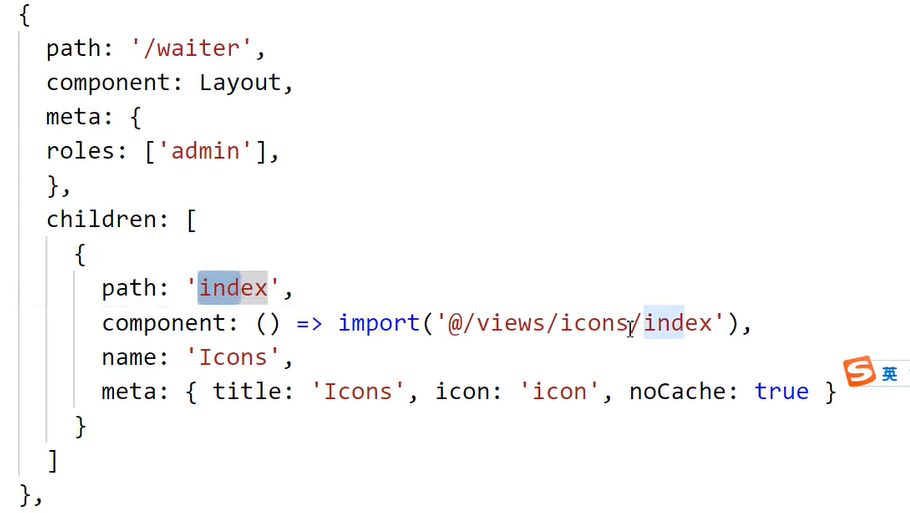 {
path: '/waiter',
component: Layout,
meta: {
roles: ['admin'],
},
children: [
{
path: 'index',
component: () => import('@/views/icons/index'),
name: 'Icons',
meta: { title: 'Icons', icon: 'icon', noCache: true }
}
]
},
S 英